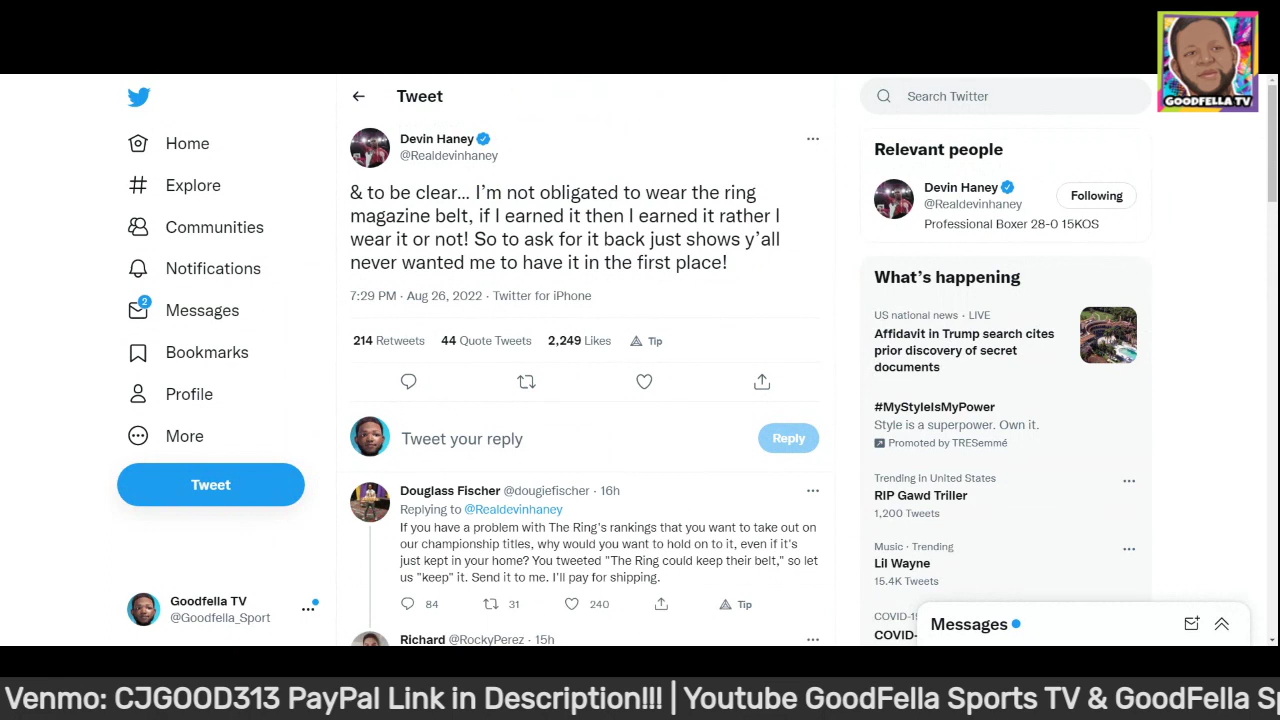 GOODFELLA TV
Home
Explore
Communities
Notifications
2
Messages
Bookmarks
Profile
More
Tweet
Goodfella TV
@Goodfella_Sport
Tweet
Devin Haney
@Realdevinhaney
& to be clear... I'm not obligated to wear the ring
magazine belt, if I earned it then I earned it rather I
wear it or not! So to ask for it back just shows y'all
never wanted me to have it in the first place!
7:29 PM · Aug 26, 2022 · Twitter for iPhone
214 Retweets 44 Quote Tweets 2,249 Likes Tip
Tweet your reply
Reply
Douglass Fischer @dougiefischer · 16h
Replying to @Realdevinhaney
If you have a problem with The Ring's rankings that you want to take out on
our championship titles, why would you want to hold on to it, even if it's
just kept in your home? You tweeted "The Ring could keep their belt," so let
us "keep" it. Send it to me. I'll pay for shipping.
84 31 240 Tip
Richard @RockyPerez · 15h
Search Twitter
Relevant people
Devin Haney
@Realdevinhaney
Following
Professional Boxer 28-0 15KOS
What's happening
US national news · LIVE
Affidavit in Trump search cites
prior discovery of secret
documents
#MyStyleIsMyPower
Style is a superpower. Own it.
Promoted by TRESemmé
Trending in United States
RIP Gawd Triller
1,200 Tweets
Music · Trending
Lil Wayne
15.4K Tweets
COVID-
COVID-
Messages
Venmo: CJGOOD313 PayPal Link in Description!!! | Youtube GoodFella Sports TV & GoodFella S